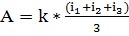 A = k * (i₁+i₂+i₃)/3